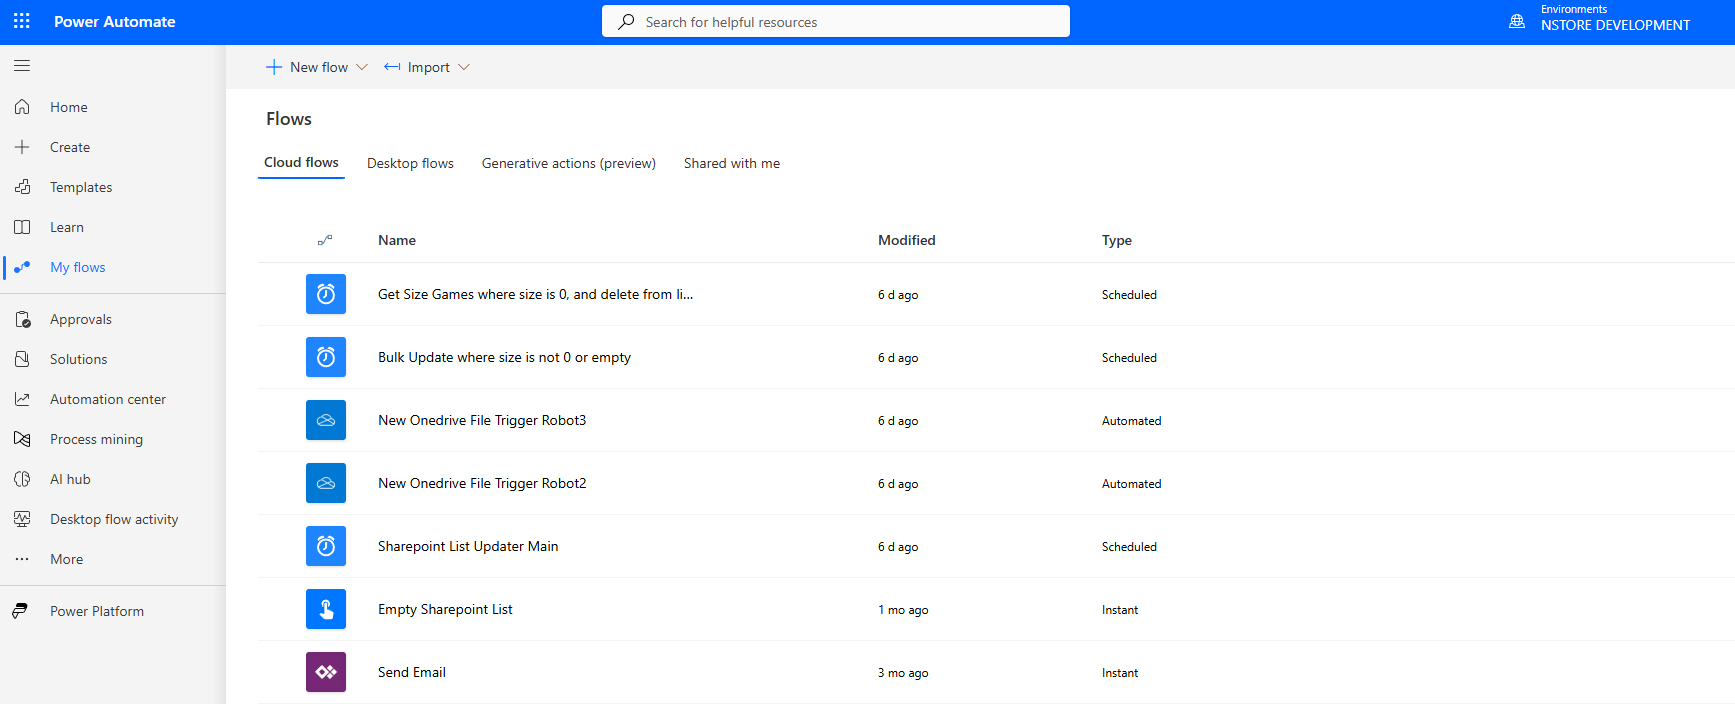 Power Automate
Search for helpful resources
Environments
NSTORE DEVELOPMENT
Home
Create
Templates
Learn
My flows
Approvals
Solutions
Automation center
Process mining
AI hub
Desktop flow activity
More
Power Platform
New flow
Import
Flows
Cloud flows
Desktop flows
Generative actions (preview)
Shared with me
Name Modified Type
Get Size Games where size is 0, and delete from li... 6 d ago Scheduled
Bulk Update where size is not 0 or empty 6 d ago Scheduled
New Onedrive File Trigger Robot3 6 d ago Automated
New Onedrive File Trigger Robot2 6 d ago Automated
Sharepoint List Updater Main 6 d ago Scheduled
Empty Sharepoint List 1 mo ago Instant
Send Email 3 mo ago Instant